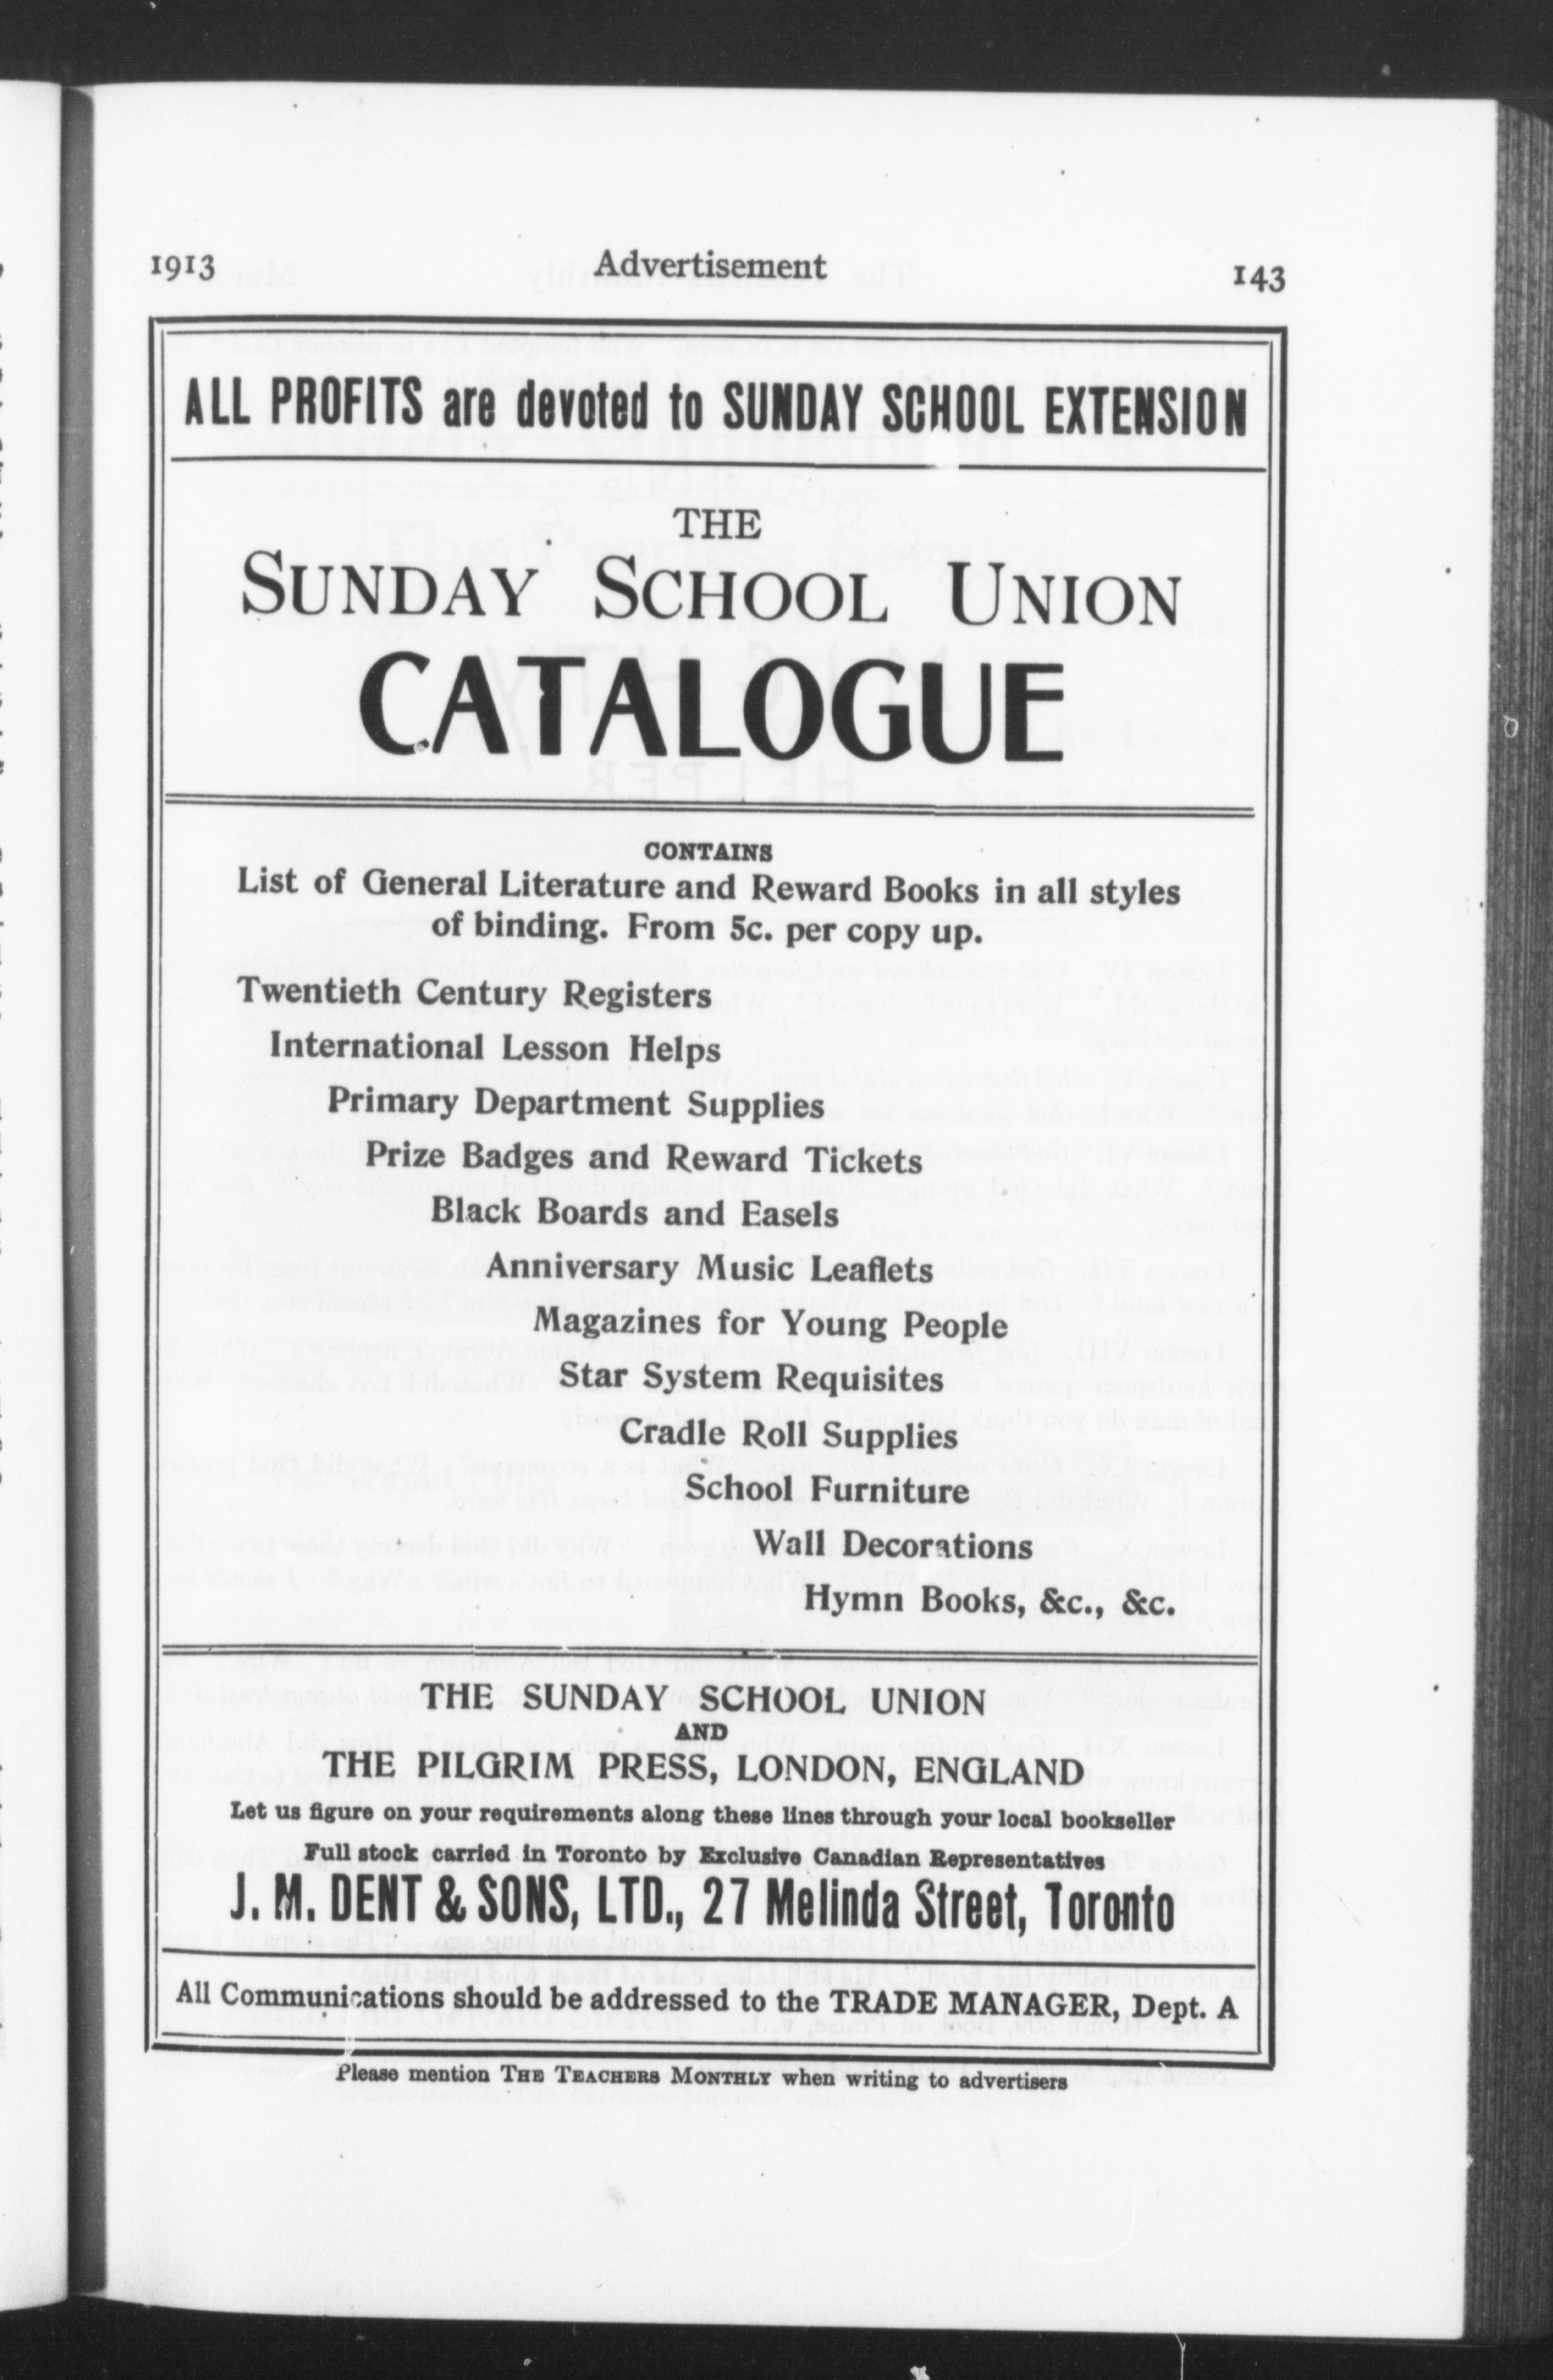 1913 Advertisement 143
ALL PROFITS are devoted to SUNDAY SCHOOL EXTENSION
THE
SUNDAY SCHOOL UNION
CATALOGUE
CONTAINS
List of General Literature and Reward Books in all styles
of binding. From 5c. per copy up.
Twentieth Century Registers
International Lesson Helps
Primary Department Supplies
Prize Badges and Reward Tickets
Black Boards and Easels
Anniversary Music Leaflets
Magazines for Young People
Star System Requisites
Cradle Roll Supplies
School Furniture
Wall Decorations
Hymn Books, &c., &c.
THE SUNDAY SCHOOL UNION
AND
THE PILGRIM PRESS, LONDON, ENGLAND
Let us figure on your requirements along these lines through your local bookseller
Full stock carried in Toronto by Exclusive Canadian Representatives
J. M. DENT & SONS, LTD., 27 Melinda Street, Toronto
All Communications should be addressed to the TRADE MANAGER, Dept. A
Please mention THE TEACHERS MONTHLY when writing to advertisers